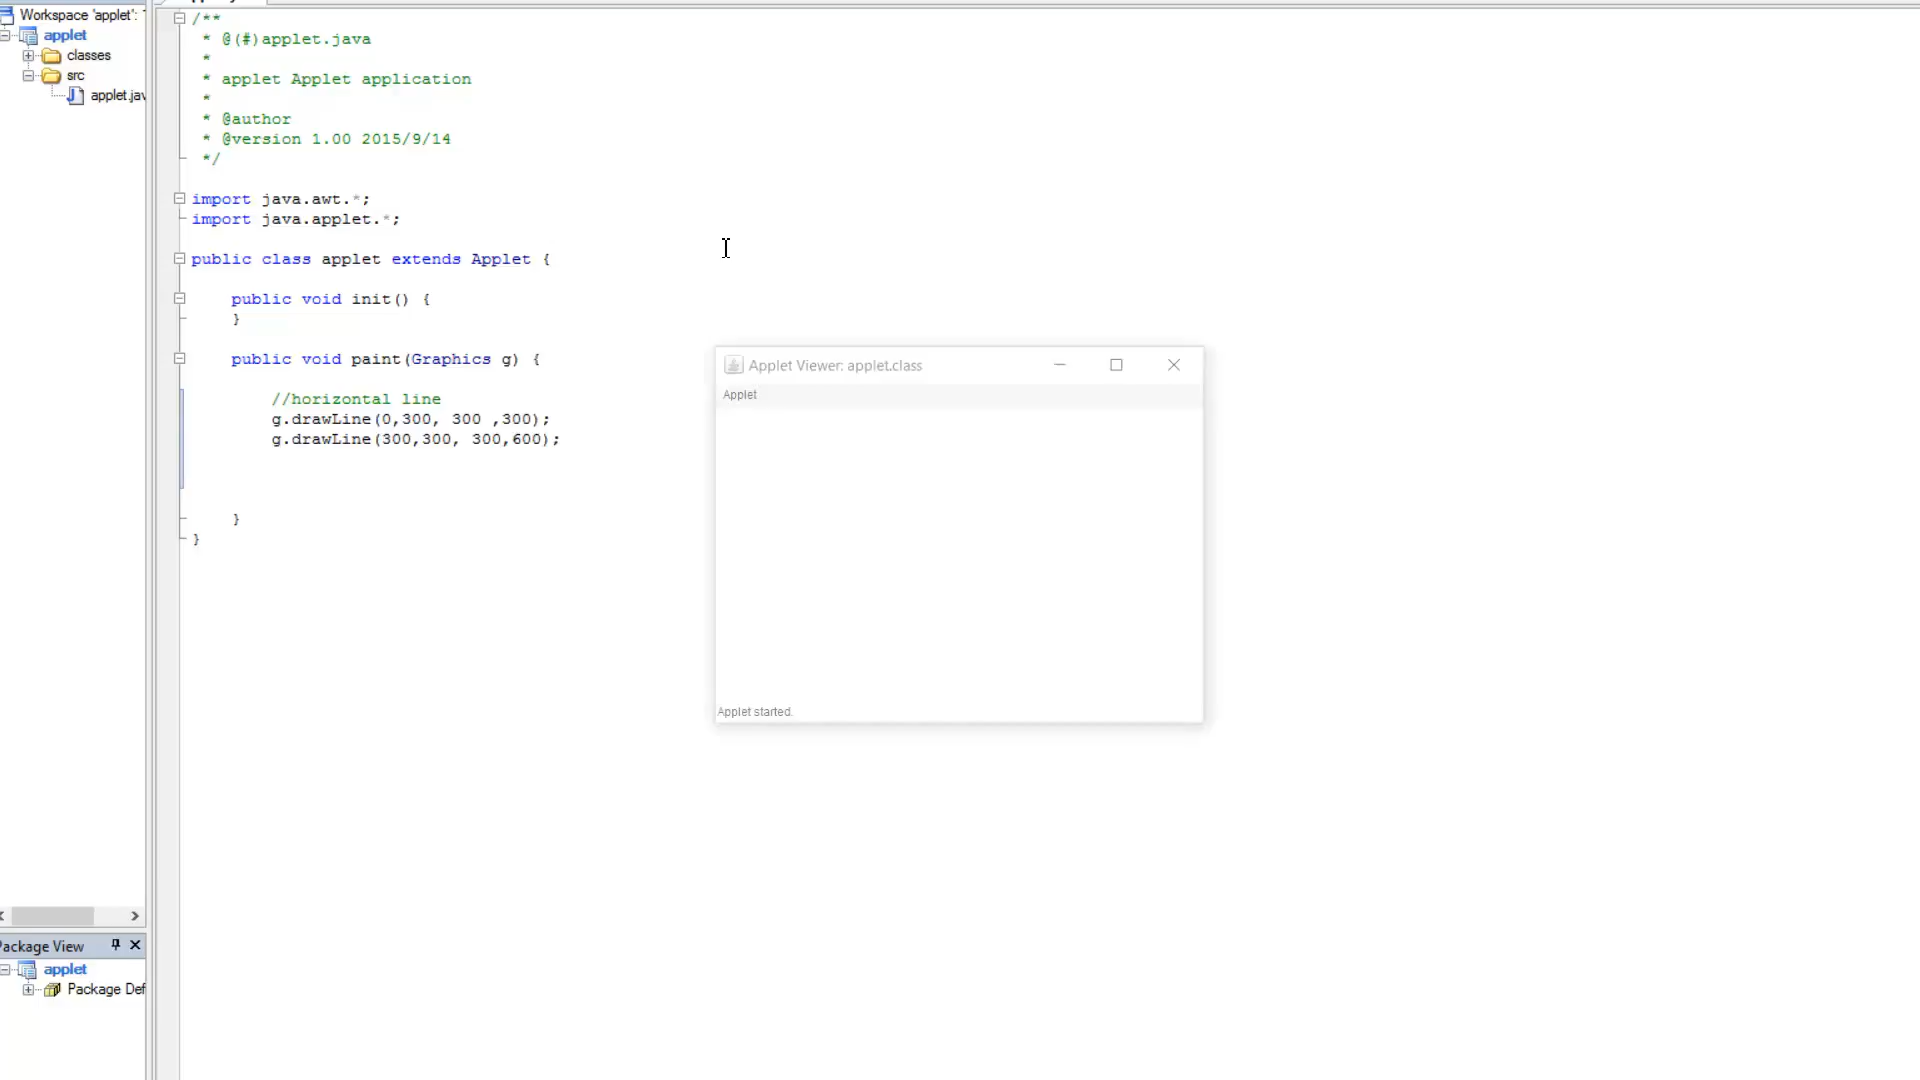 Workspace 'applet':
applet
classes
src
applet.jav
/**
* @(#)applet.java
*
* applet Applet application
*
* @author
* @version 1.00 2015/9/14
*/
import java.awt.*;
import java.applet.*;
public class applet extends Applet {
public void init() {
}
public void paint(Graphics g) {
//horizontal line
g.drawLine(0,300, 300 ,300);
g.drawLine(300,300, 300,600);
}
}
Applet Viewer: applet.class
Applet
Applet started.
Package View
applet
Package Def